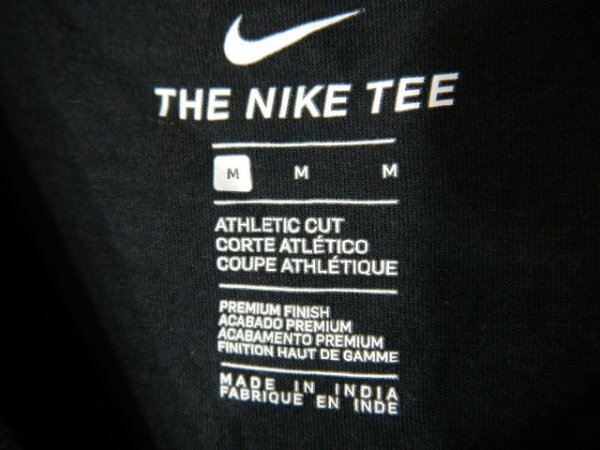 THE NIKE TEE
M M M
ATHLETIC CUT
CORTE ATLÉTICO
COUPE ATHLÉTIQUE
PREMIUM FINISH
ACABADO PREMIUM
ACABAMENTO PREMIUM
FINITION HAUT DE GAMME
MADE IN INDIA
FABRIQUE EN INDE